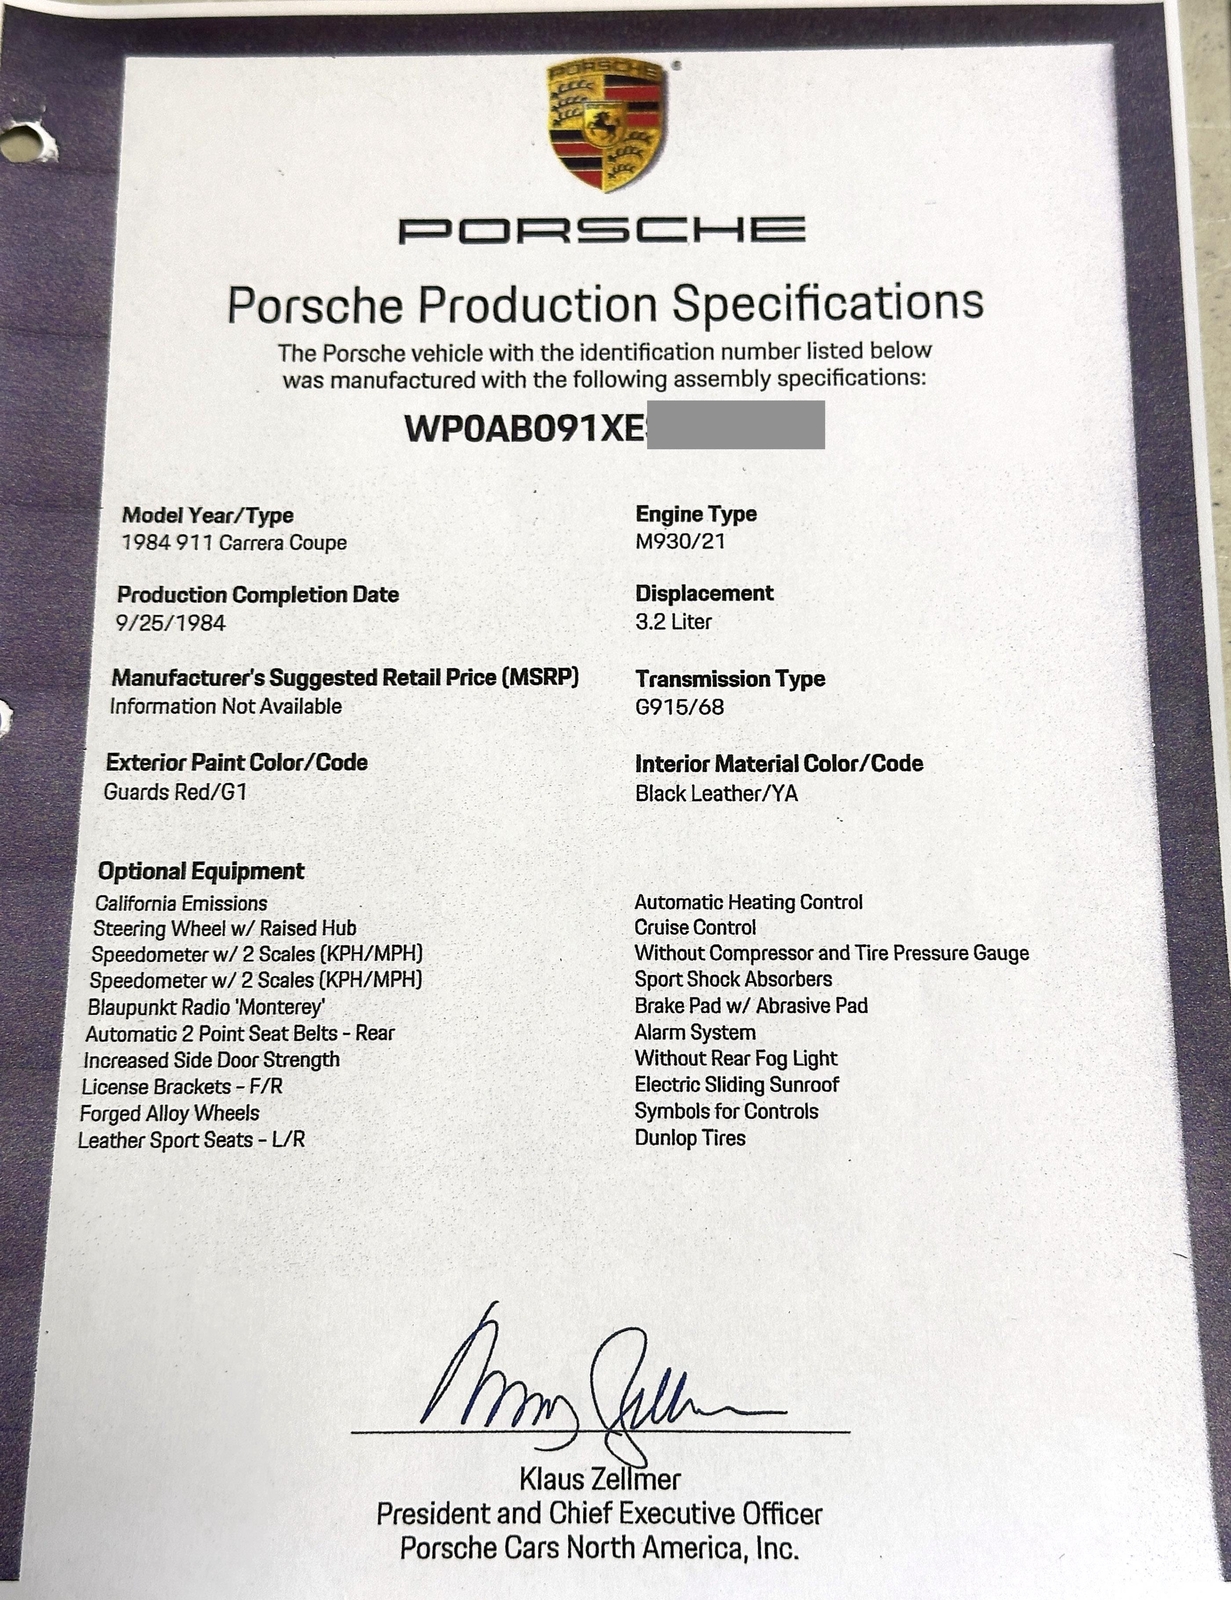 PORSCHE
®
PORSCHE
Porsche Production Specifications
The Porsche vehicle with the identification number listed below
was manufactured with the following assembly specifications:
WP0AB091XE
Model Year/Type
1984 911 Carrera Coupe
Production Completion Date
9/25/1984
Manufacturer's Suggested Retail Price (MSRP)
Information Not Available
Exterior Paint Color/Code
Guards Red/G1
Engine Type
M930/21
Displacement
3.2 Liter
Transmission Type
G915/68
Interior Material Color/Code
Black Leather/YA
Optional Equipment
California Emissions
Steering Wheel w/ Raised Hub
Speedometer w/ 2 Scales (KPH/MPH)
Speedometer w/ 2 Scales (KPH/MPH)
Blaupunkt Radio 'Monterey'
Automatic 2 Point Seat Belts - Rear
Increased Side Door Strength
License Brackets - F/R
Forged Alloy Wheels
Leather Sport Seats - L/R
Automatic Heating Control
Cruise Control
Without Compressor and Tire Pressure Gauge
Sport Shock Absorbers
Brake Pad w/ Abrasive Pad
Alarm System
Without Rear Fog Light
Electric Sliding Sunroof
Symbols for Controls
Dunlop Tires
Klaus Zellmer
President and Chief Executive Officer
Porsche Cars North America, Inc.